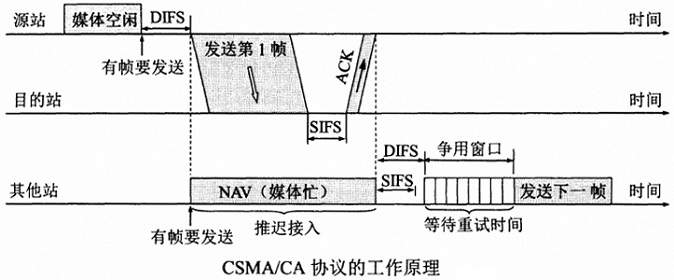 源站
媒体空闲
DIFS
时间
有帧要发送
发送第 1 帧
ACK
目的站
时间
SIFS
DIFS
争用窗口
其他站
NAV（媒体忙）
SIFS
发送下一帧
时间
有帧要发送
推迟接入
等待重试时间
CSMA/CA 协议的工作原理